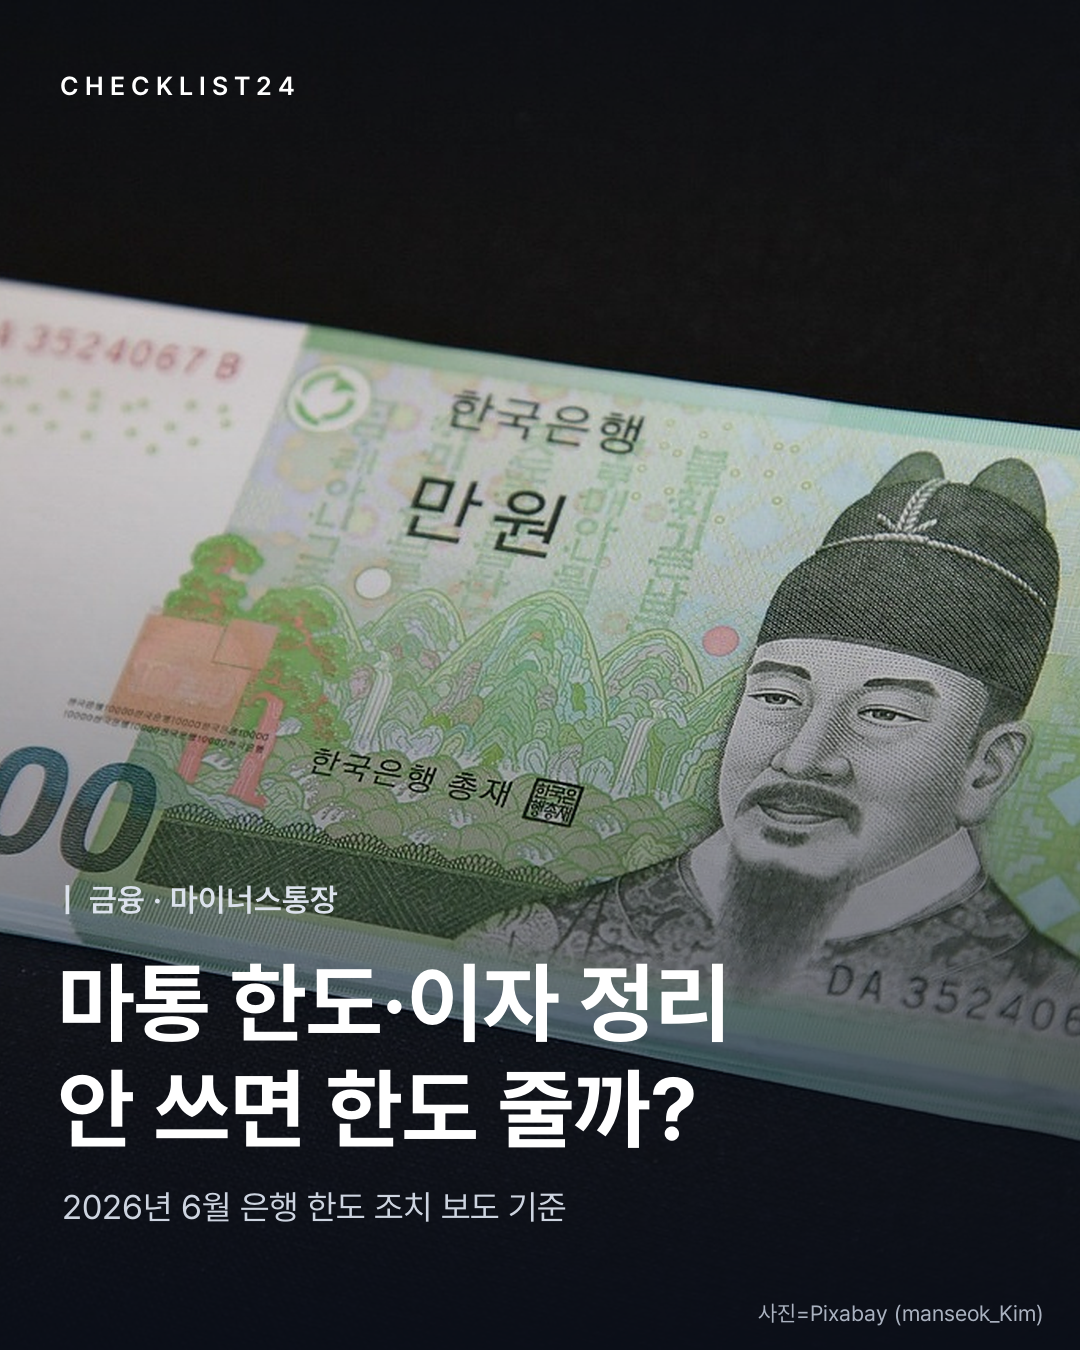 CHECKLIST24
3524067 B
한국은행
만원
한국은행 총재
00
| 금융 · 마이너스통장
마통 한도·이자 정리
DA 352406
안 쓰면 한도 줄까?
2026년 6월 은행 한도 조치 보도 기준
사진=Pixabay (manseok_Kim)